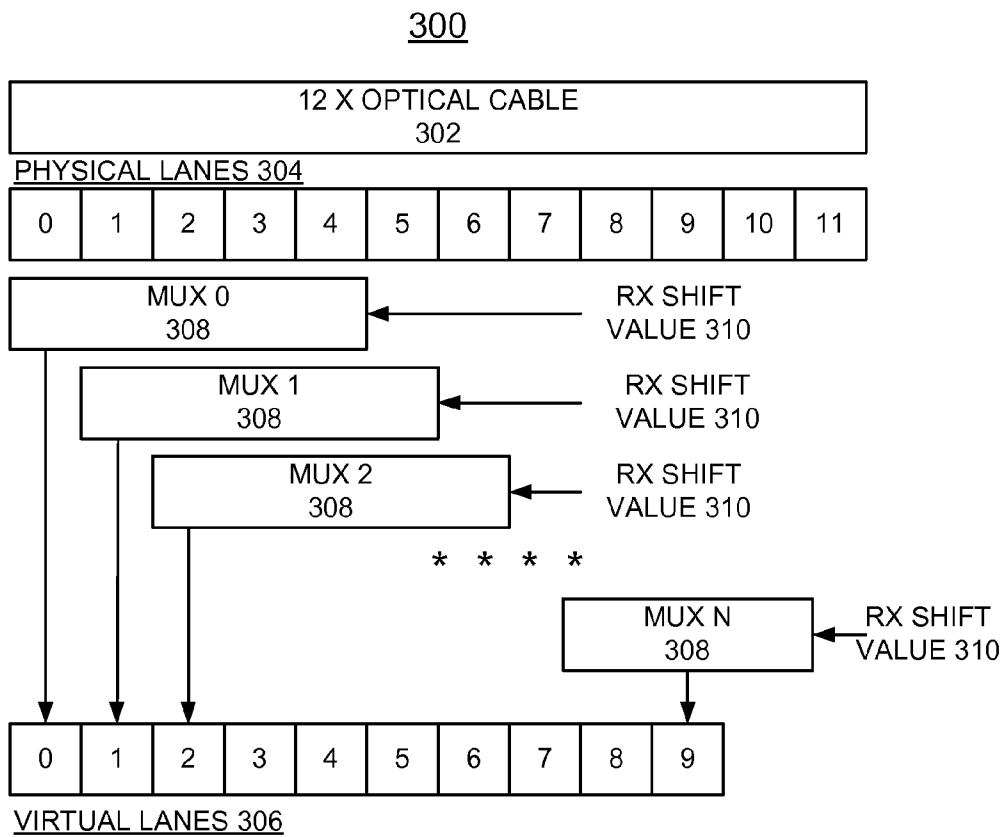 300
12 X OPTICAL CABLE
302
PHYSICAL LANES 304
0 1 2 3 4 5 6 7 8 9 10 11
MUX 0
308
RX SHIFT
VALUE 310
MUX 1
308
RX SHIFT
VALUE 310
MUX 2
308
RX SHIFT
VALUE 310
* * * *
MUX N
308
RX SHIFT
VALUE 310
0 1 2 3 4 5 6 7 8 9
VIRTUAL LANES 306